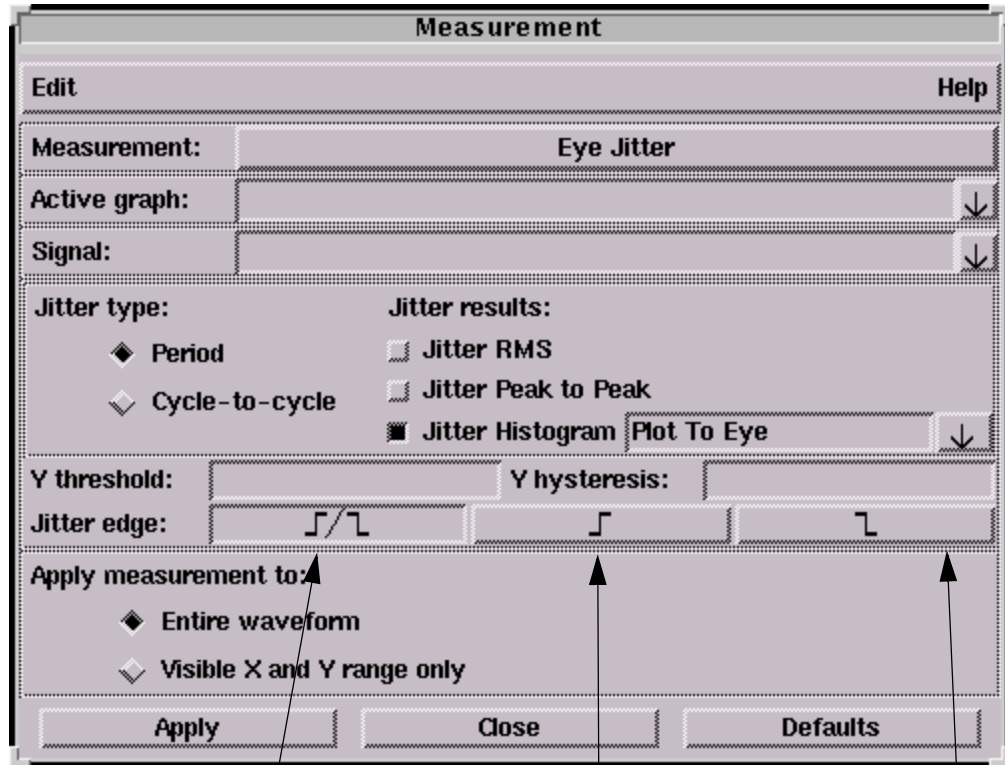 Measurement
Edit Help
Measurement: Eye Jitter
Active graph:
Signal:
Jitter type: Jitter results:
Period Jitter RMS
Cycle-to-cycle Jitter Peak to Peak
Jitter Histogram Plot To Eye
Y threshold: Y hysteresis:
Jitter edge:
Apply measurement to:
Entire waveform
Visible X and Y range only
Apply Close Defaults